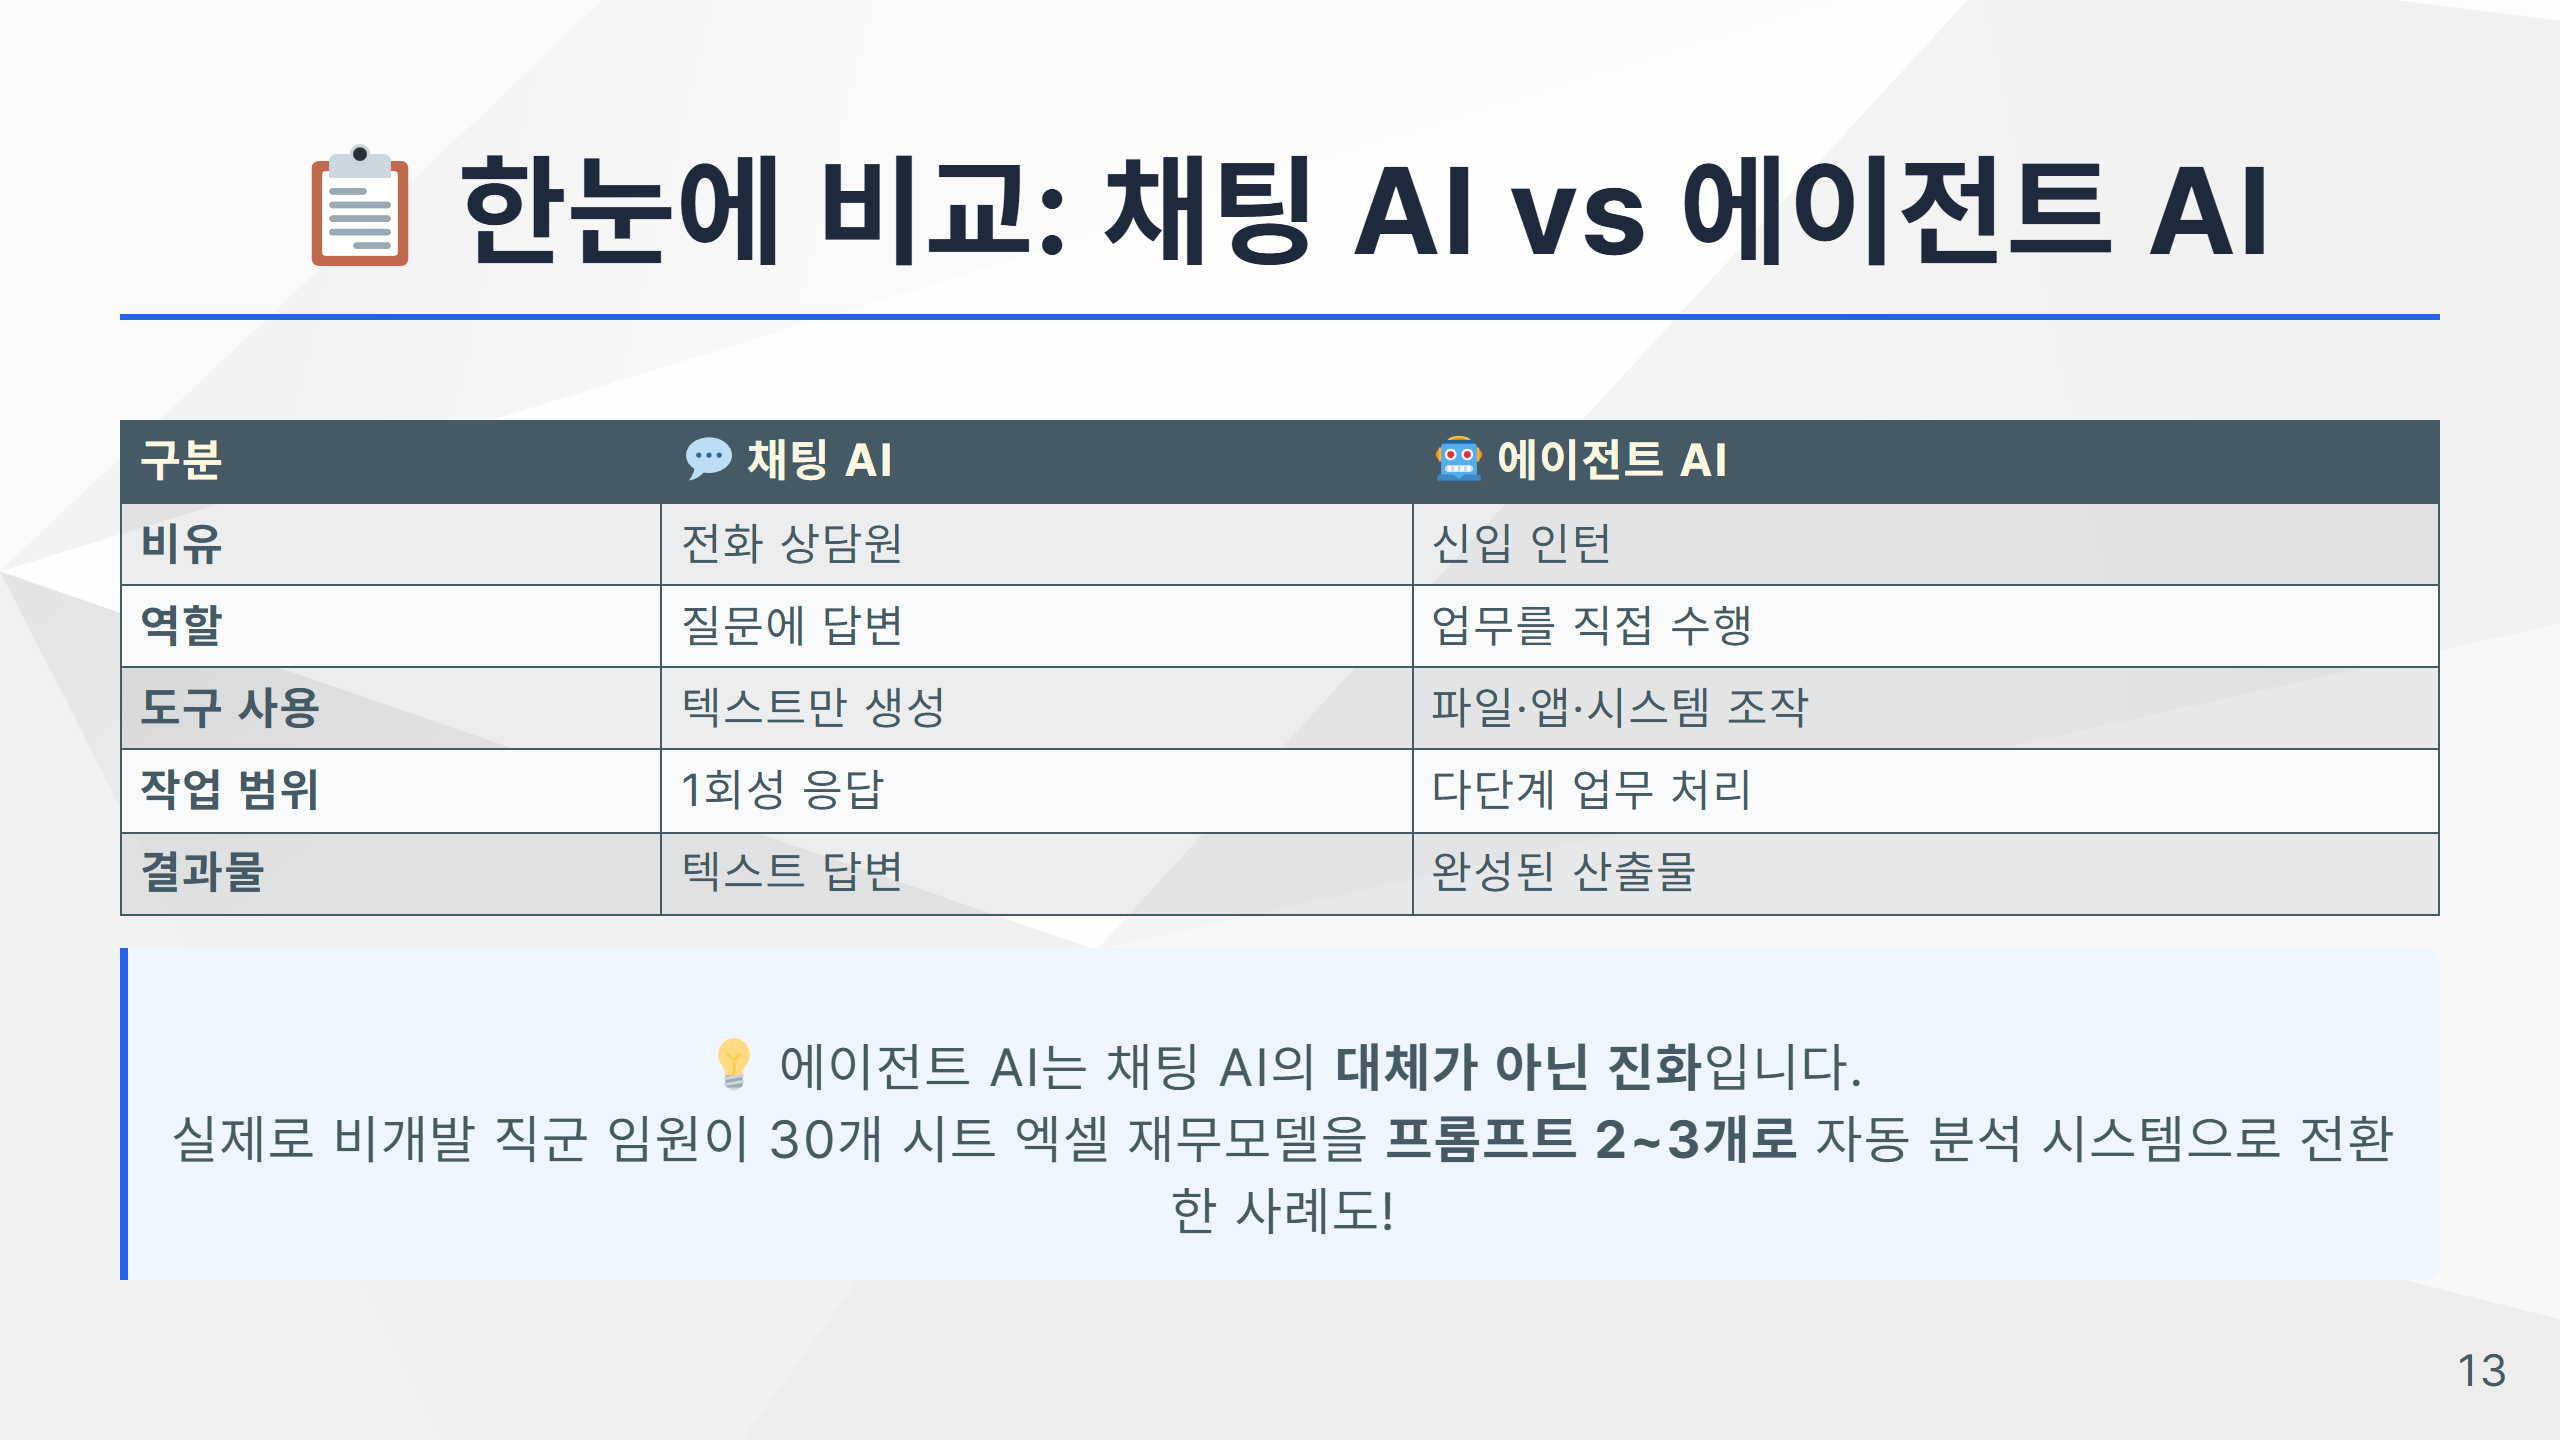 📋 한눈에 비교: 채팅 AI vs 에이전트 AI
구분 💬 채팅 AI 🤖 에이전트 AI
비유 전화 상담원 신입 인턴
역할 질문에 답변 업무를 직접 수행
도구 사용 텍스트만 생성 파일·앱·시스템 조작
작업 범위 1회성 응답 다단계 업무 처리
결과물 텍스트 답변 완성된 산출물
💡 에이전트 AI는 채팅 AI의 대체가 아닌 진화입니다.
실제로 비개발 직군 임원이 30개 시트 엑셀 재무모델을 프롬프트 2~3개로 자동 분석 시스템으로 전환
한 사례도!
13